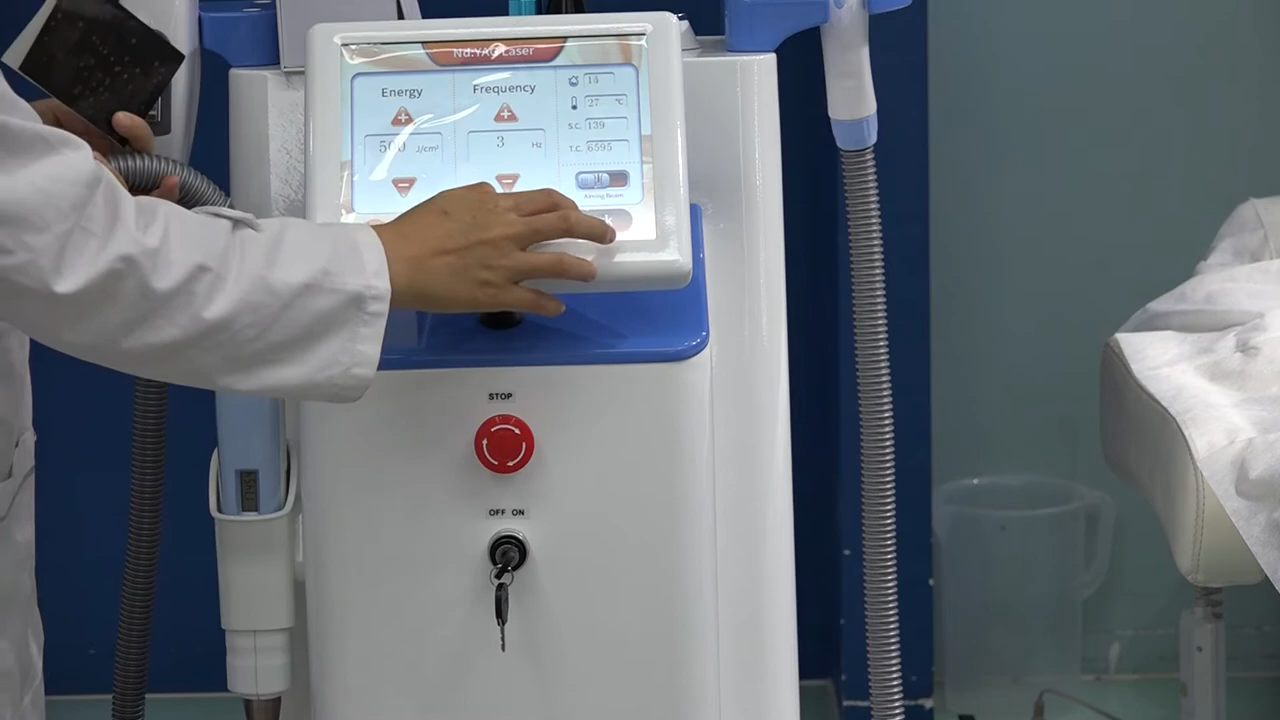 Nd:YAG Laser
Energy
Frequency
500 J/cm²
3 Hz
14
27 °C
S.C. 139
T.C. 6595
Aiming Beam
STOP
OFF ON